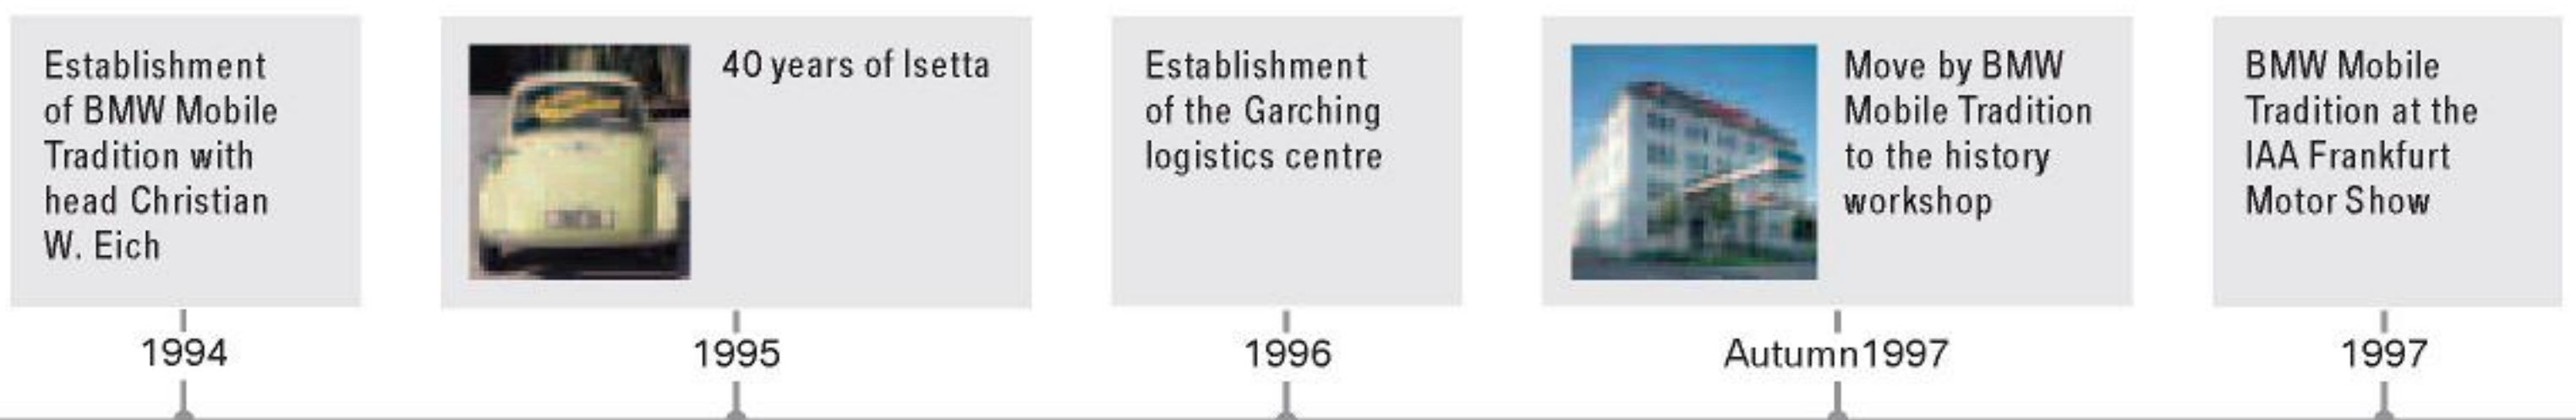 Establishment
of BMW Mobile
Tradition with
head Christian
W. Eich
1994
40 years of Isetta
1995
Establishment
of the Garching
logistics centre
1996
Move by BMW
Mobile Tradition
to the history
workshop
Autumn1997
BMW Mobile
Tradition at the
IAA Frankfurt
Motor Show
1997